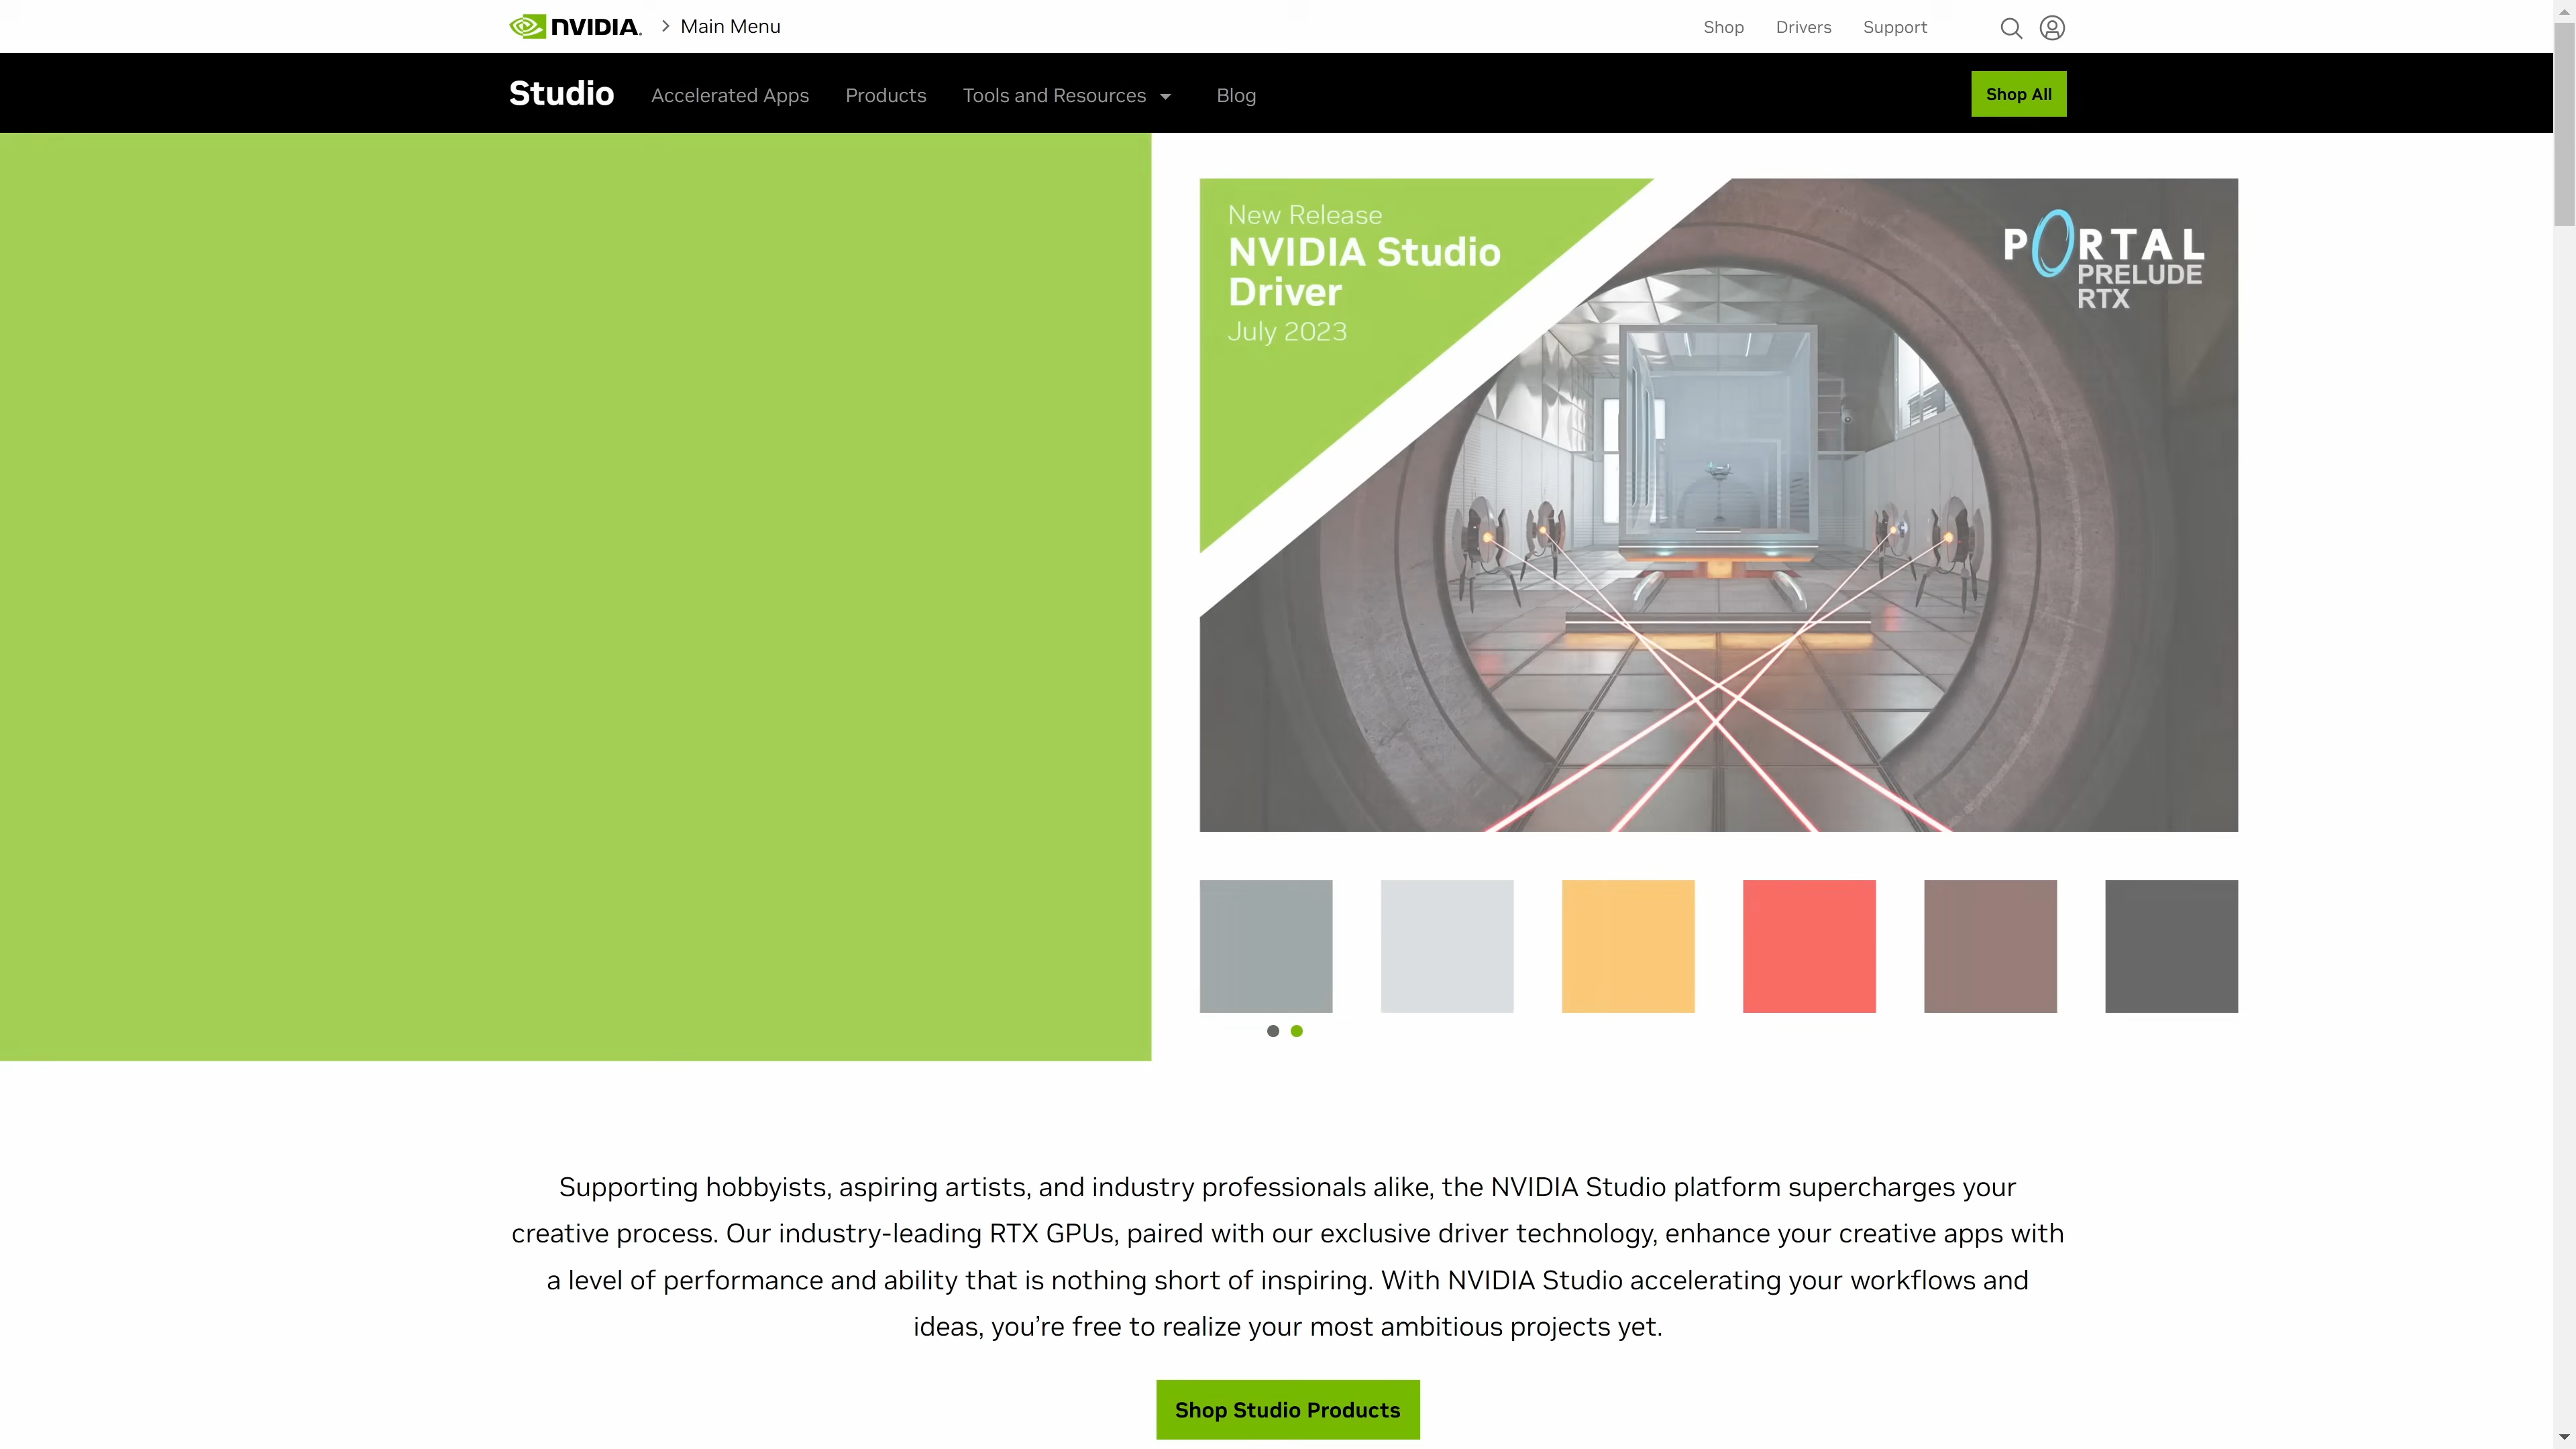 NVIDIA.
Main Menu
Shop
Drivers
Support
Studio
Accelerated Apps
Products
Tools and Resources
Blog
Shop All
New Release
NVIDIA Studio
Driver
July 2023
PORTAL
PRELUDE
RTX
Supporting hobbyists, aspiring artists, and industry professionals alike, the NVIDIA Studio platform supercharges your
creative process. Our industry-leading RTX GPUs, paired with our exclusive driver technology, enhance your creative apps with
a level of performance and ability that is nothing short of inspiring. With NVIDIA Studio accelerating your workflows and
ideas, you’re free to realize your most ambitious projects yet.
Shop Studio Products